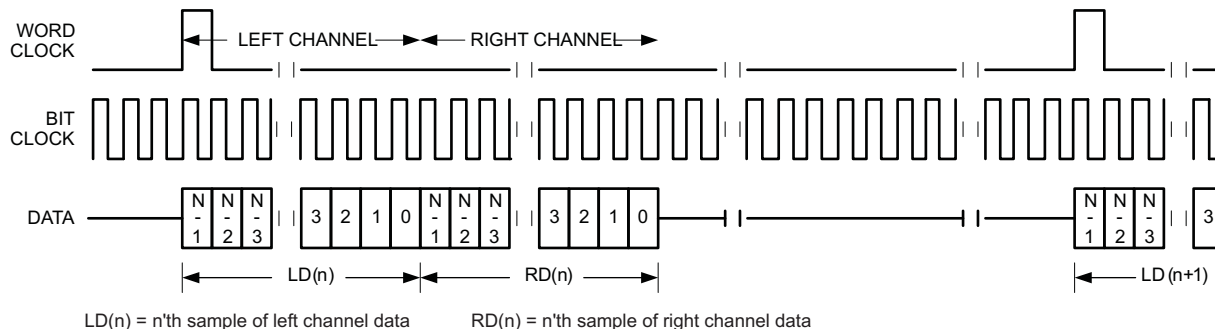 WORD
CLOCK
LEFT CHANNEL
RIGHT CHANNEL
BIT
CLOCK
DATA
N
-
1
N
-
2
N
-
3
3 2 1 0
N
-
1
N
-
2
N
-
3
3 2 1 0
N
-
1
N
-
2
N
-
3
3
LD(n)
RD(n)
LD (n+1)
LD(n) = n'th sample of left channel data
RD(n) = n'th sample of right channel data